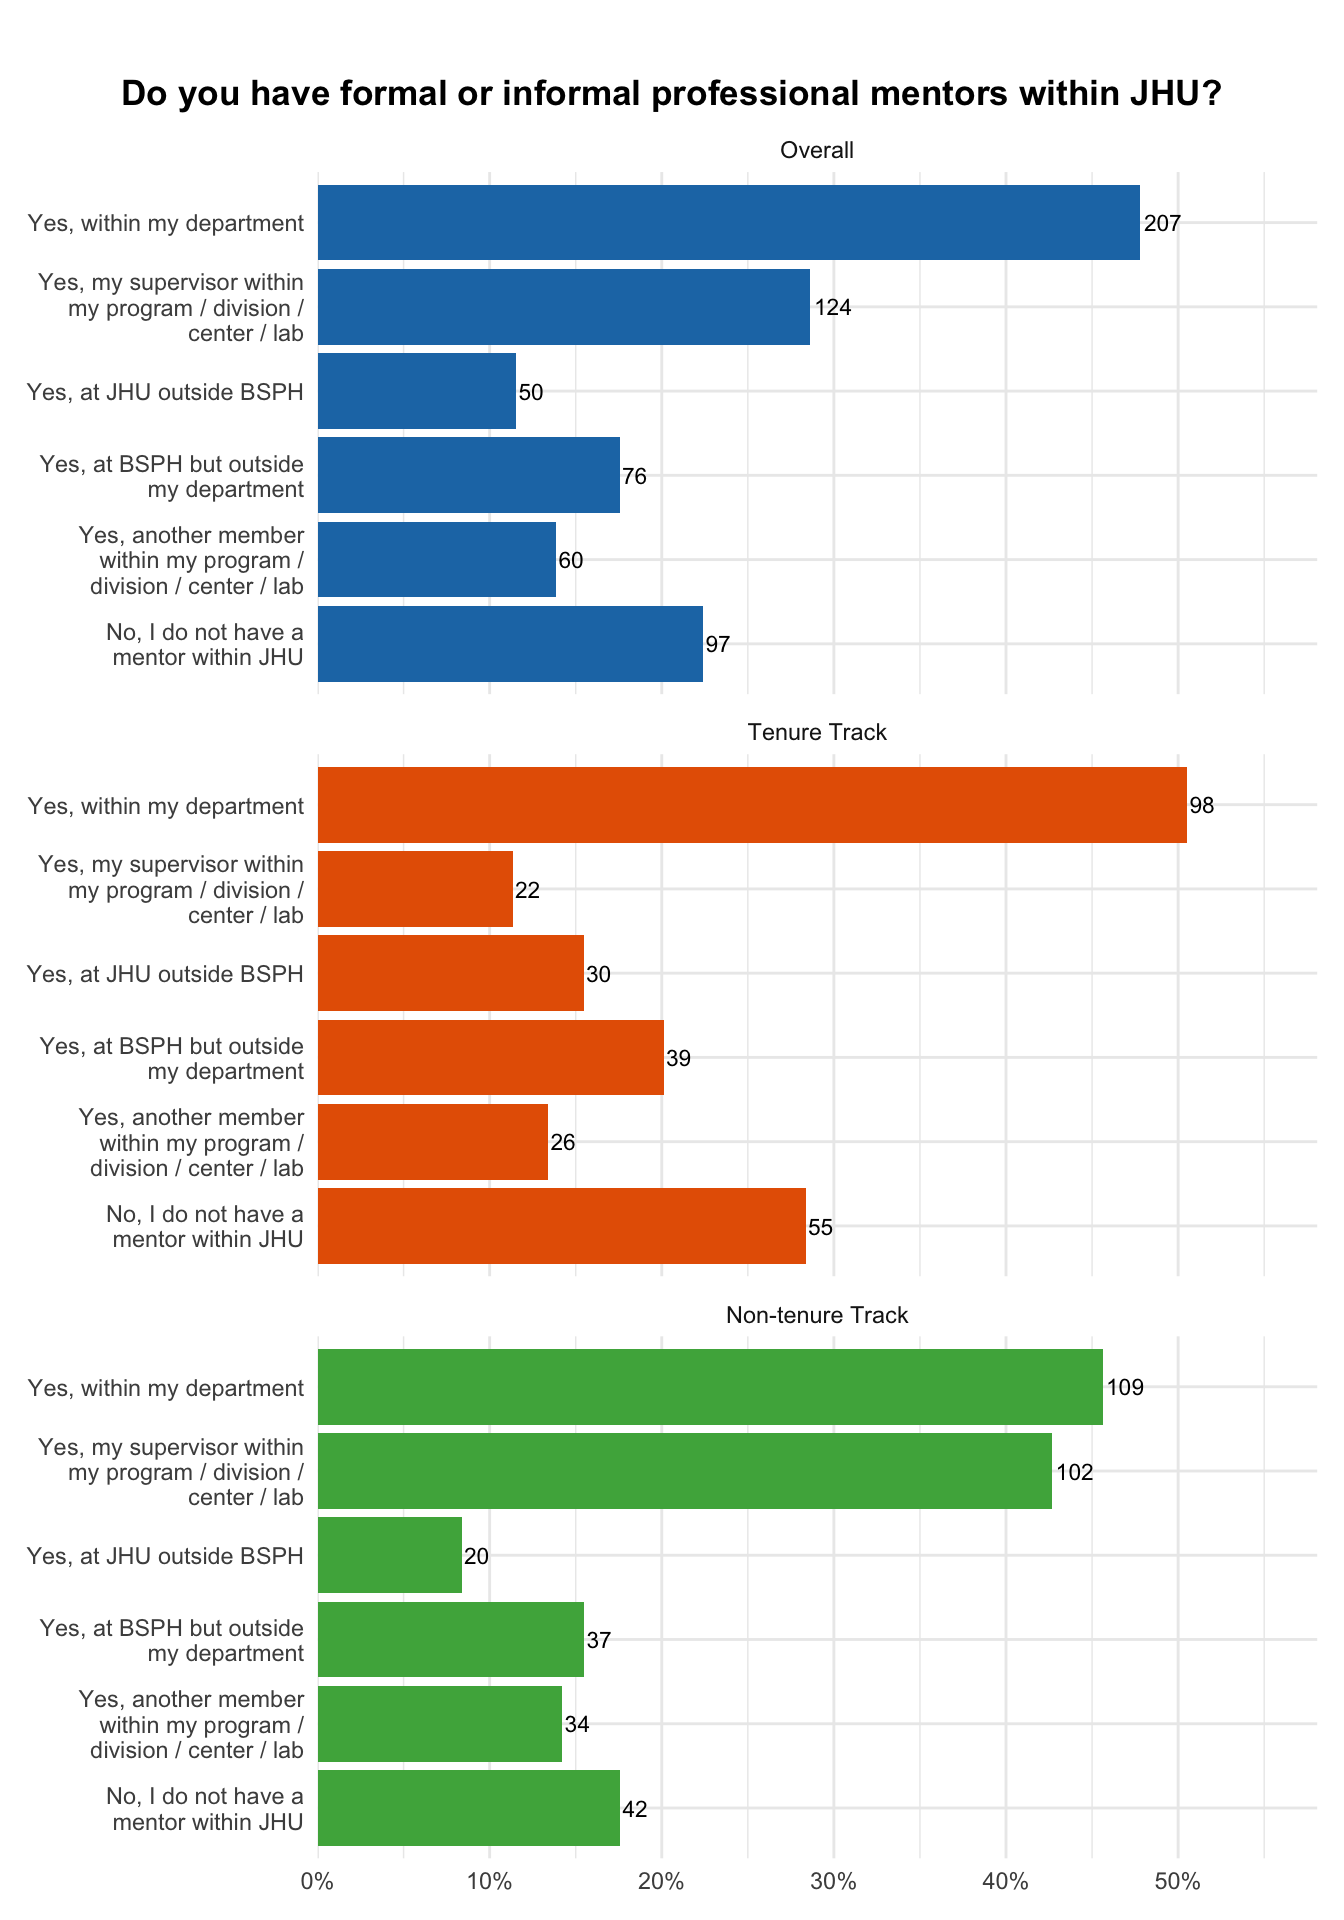 Do you have formal or informal professional mentors within JHU?
Overall
Yes, within my department
207
Yes, my supervisor within
my program / division /
center / lab
124
Yes, at JHU outside BSPH
50
Yes, at BSPH but outside
my department
76
Yes, another member
within my program /
division / center / lab
60
No, I do not have a
mentor within JHU
97
Tenure Track
Yes, within my department
98
Yes, my supervisor within
my program / division /
center / lab
22
Yes, at JHU outside BSPH
30
Yes, at BSPH but outside
my department
39
Yes, another member
within my program /
division / center / lab
26
No, I do not have a
mentor within JHU
55
Non-tenure Track
Yes, within my department
109
Yes, my supervisor within
my program / division /
center / lab
102
Yes, at JHU outside BSPH
20
Yes, at BSPH but outside
my department
37
Yes, another member
within my program /
division / center / lab
34
No, I do not have a
mentor within JHU
42
0% 10% 20% 30% 40% 50%